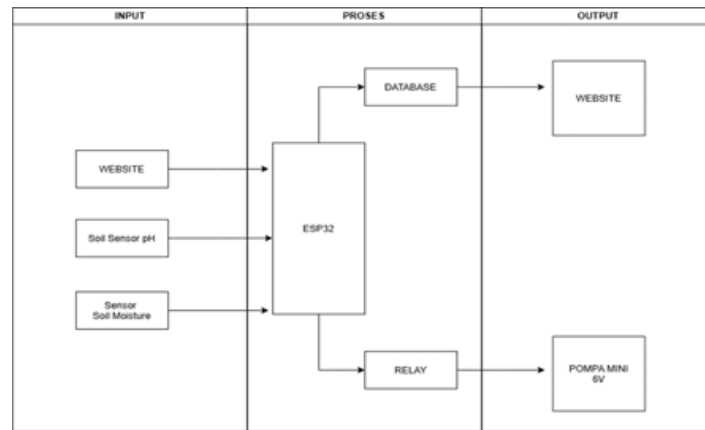 INPUT
PROSES
OUTPUT
DATABASE
WEBSITE
WEBSITE
ESP32
Soil Sensor pH
Sensor
Soil Moisture
RELAY
POMPA MINI
6V